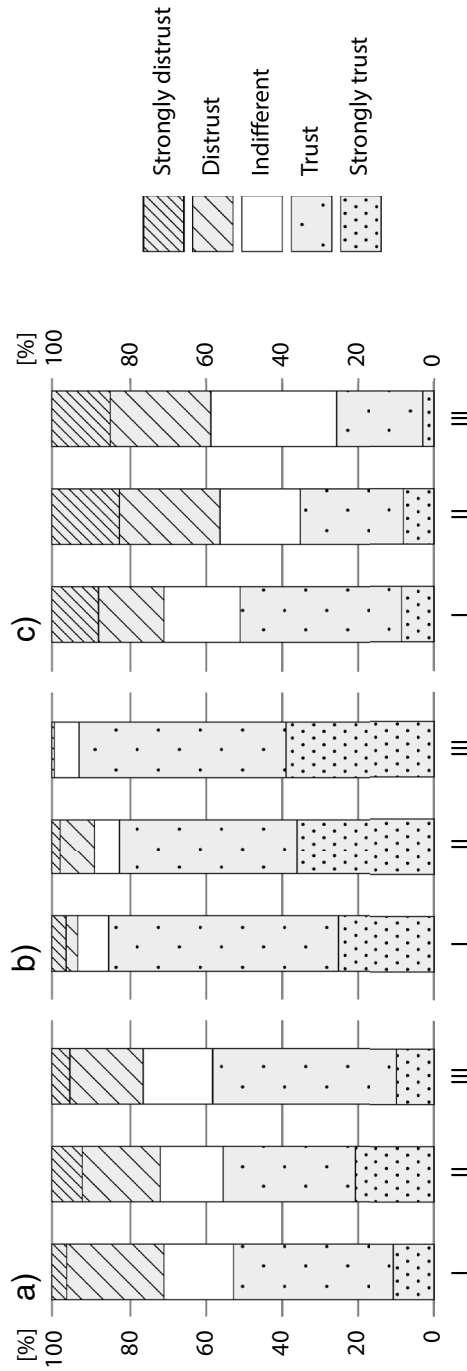 a)
b)
c)
[%]
100
80
60
40
20
0
I
II
III
I
II
III
I
II
III
[%]
100
80
60
40
20
0
Strongly distrust
Distrust
Indifferent
Trust
Strongly trust